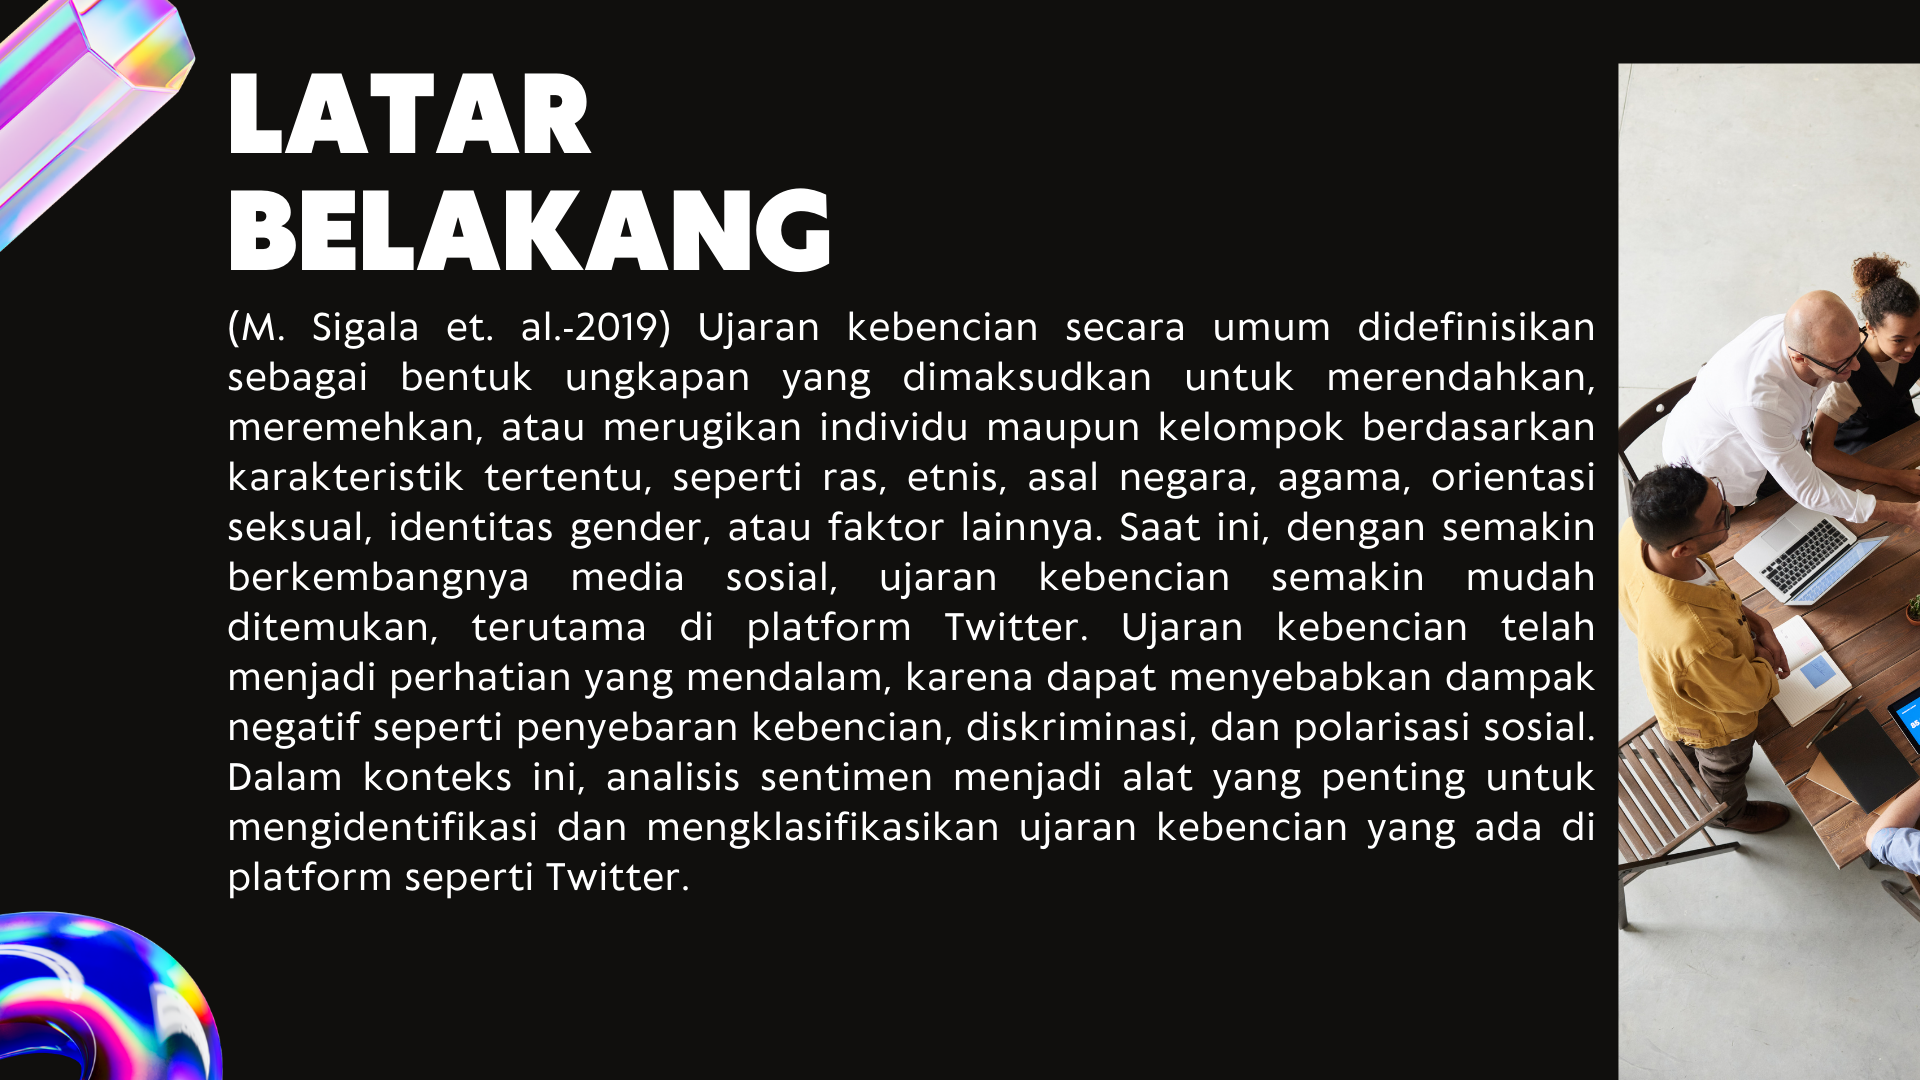 LATAR
BELAKANG
(M. Sigala et. al.-2019) Ujaran kebencian secara umum didefinisikan
sebagai bentuk ungkapan yang dimaksudkan untuk merendahkan,
meremehkan, atau merugikan individu maupun kelompok berdasarkan
karakteristik tertentu, seperti ras, etnis, asal negara, agama, orientasi
seksual, identitas gender, atau faktor lainnya. Saat ini, dengan semakin
berkembangnya media sosial, ujaran kebencian semakin mudah
ditemukan, terutama di platform Twitter. Ujaran kebencian telah
menjadi perhatian yang mendalam, karena dapat menyebabkan dampak
negatif seperti penyebaran kebencian, diskriminasi, dan polarisasi sosial.
Dalam konteks ini, analisis sentimen menjadi alat yang penting untuk
mengidentifikasi dan mengklasifikasikan ujaran kebencian yang ada di
platform seperti Twitter.